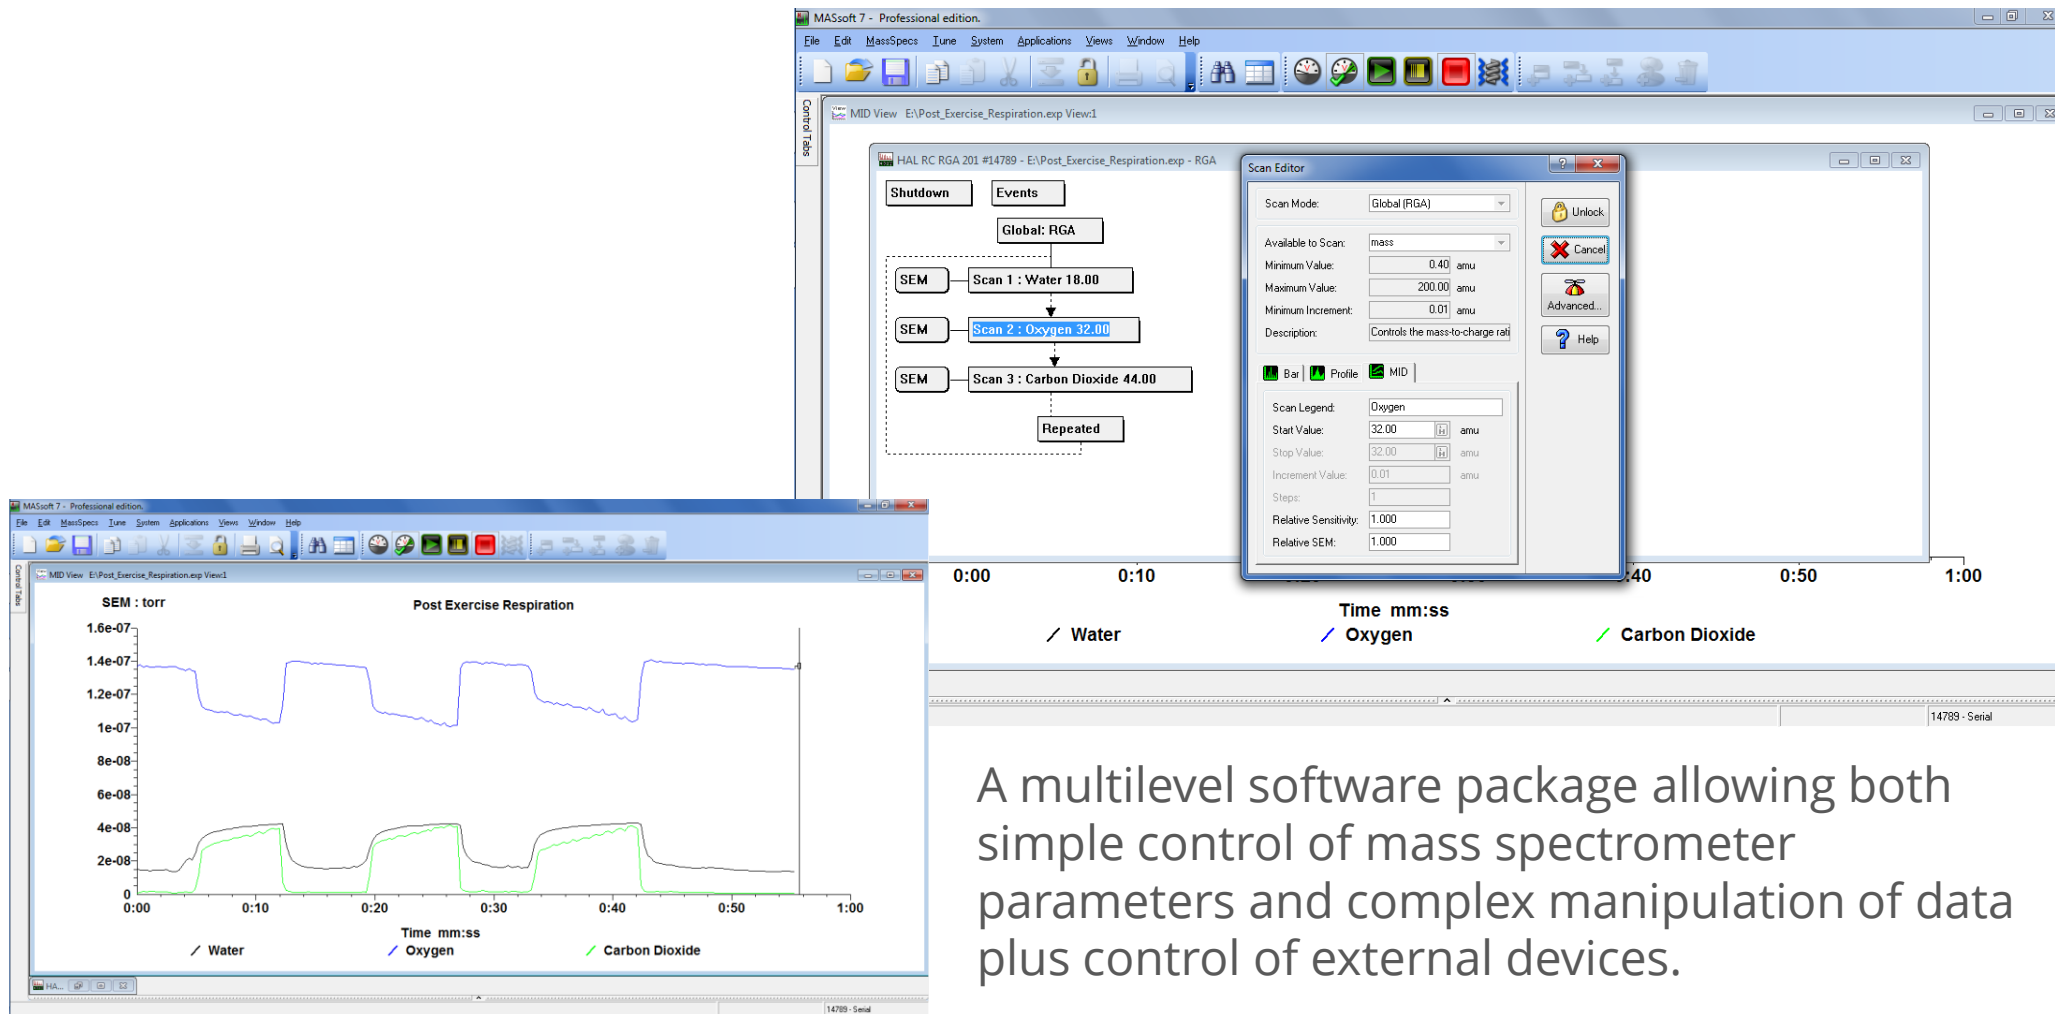 MASsoft 7 - Professional edition.
File Edit MassSpecs Tune System Applications Views Window Help
Control Tabs
MID View E:\Post_Exercise_Respiration.exp View:1
HAL RC RGA 201 #14789 - E:\Post_Exercise_Respiration.exp - RGA
Shutdown Events
Global: RGA
SEM Scan 1 : Water 18.00
SEM Scan 2 : Oxygen 32.00
SEM Scan 3 : Carbon Dioxide 44.00
Repeated
Scan Editor
Scan Mode: Global (RGA)
Available to Scan: mass
Minimum Value: 0.40 amu
Maximum Value: 200.00 amu
Minimum Increment: 0.01 amu
Description: Controls the mass-to-charge rati
Unlock
Cancel
Advanced...
Help
Bar Profile MID
Scan Legend: Oxygen
Start Value: 32.00 amu
Stop Value: 32.00 amu
Increment Value: 0.01 amu
Steps: 1
Relative Sensitivity: 1.000
Relative SEM: 1.000
0:00 0:10 :40 0:50 1:00
Time mm:ss
Water Oxygen Carbon Dioxide
14789 - Serial
MASsoft 7 - Professional edition.
File Edit MassSpecs Tune System Applications Views Window Help
Control Tabs
MID View E:\Post_Exercise_Respiration.exp View:1
SEM : torr Post Exercise Respiration
1.6e-07
1.4e-07
1.2e-07
1e-07
8e-08
6e-08
4e-08
2e-08
0
0:00 0:10 0:20 0:30 0:40 0:50 1:00
Time mm:ss
Water Oxygen Carbon Dioxide
HA...
14789 - Serial
A multilevel software package allowing both
simple control of mass spectrometer
parameters and complex manipulation of data
plus control of external devices.